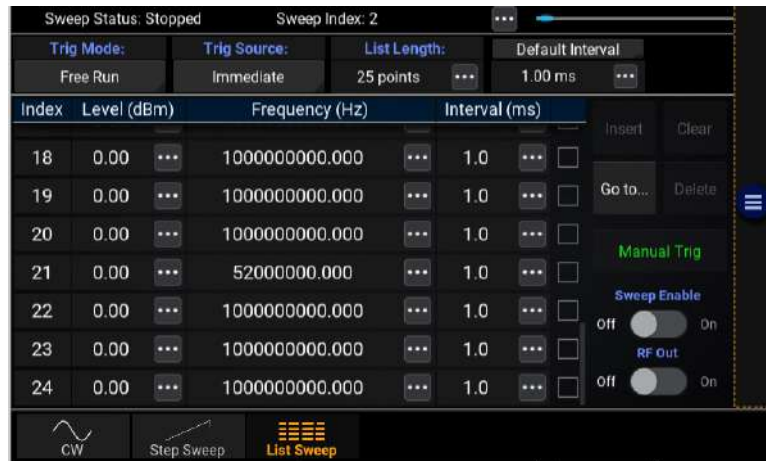 Sweep Status: Stopped Sweep Index: 2
Trig Mode: Trig Source: List Length: Default Interval
Free Run Immediate 25 points 1.00 ms
Index Level (dBm) Frequency (Hz) Interval (ms)
Insert Clear
18 0.00 1000000000.000 1.0
19 0.00 1000000000.000 1.0
Go to... Delete
20 0.00 1000000000.000 1.0
Manual Trig
21 0.00 52000000.000 1.0
Sweep Enable
22 0.00 1000000000.000 1.0
Off On
23 0.00 1000000000.000 1.0
RF Out
24 0.00 1000000000.000 1.0
Off On
CW Step Sweep List Sweep